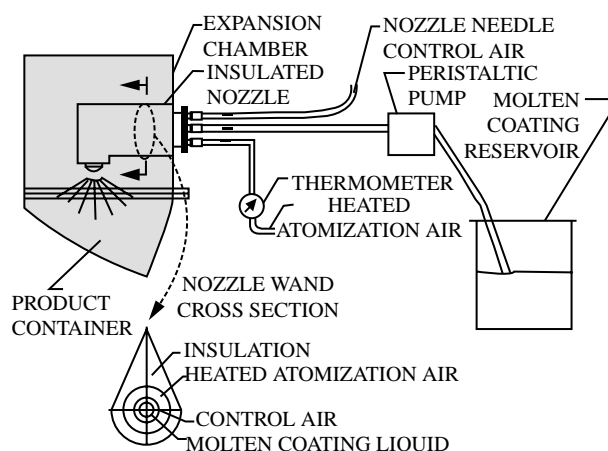 EXPANSION
CHAMBER
INSULATED
NOZZLE
NOZZLE NEEDLE
CONTROL AIR
PERISTALTIC
PUMP
MOLTEN
COATING
RESERVOIR
THERMOMETER
HEATED
ATOMIZATION AIR
PRODUCT
CONTAINER
NOZZLE WAND
CROSS SECTION
INSULATION
HEATED ATOMIZATION AIR
CONTROL AIR
MOLTEN COATING LIQUID